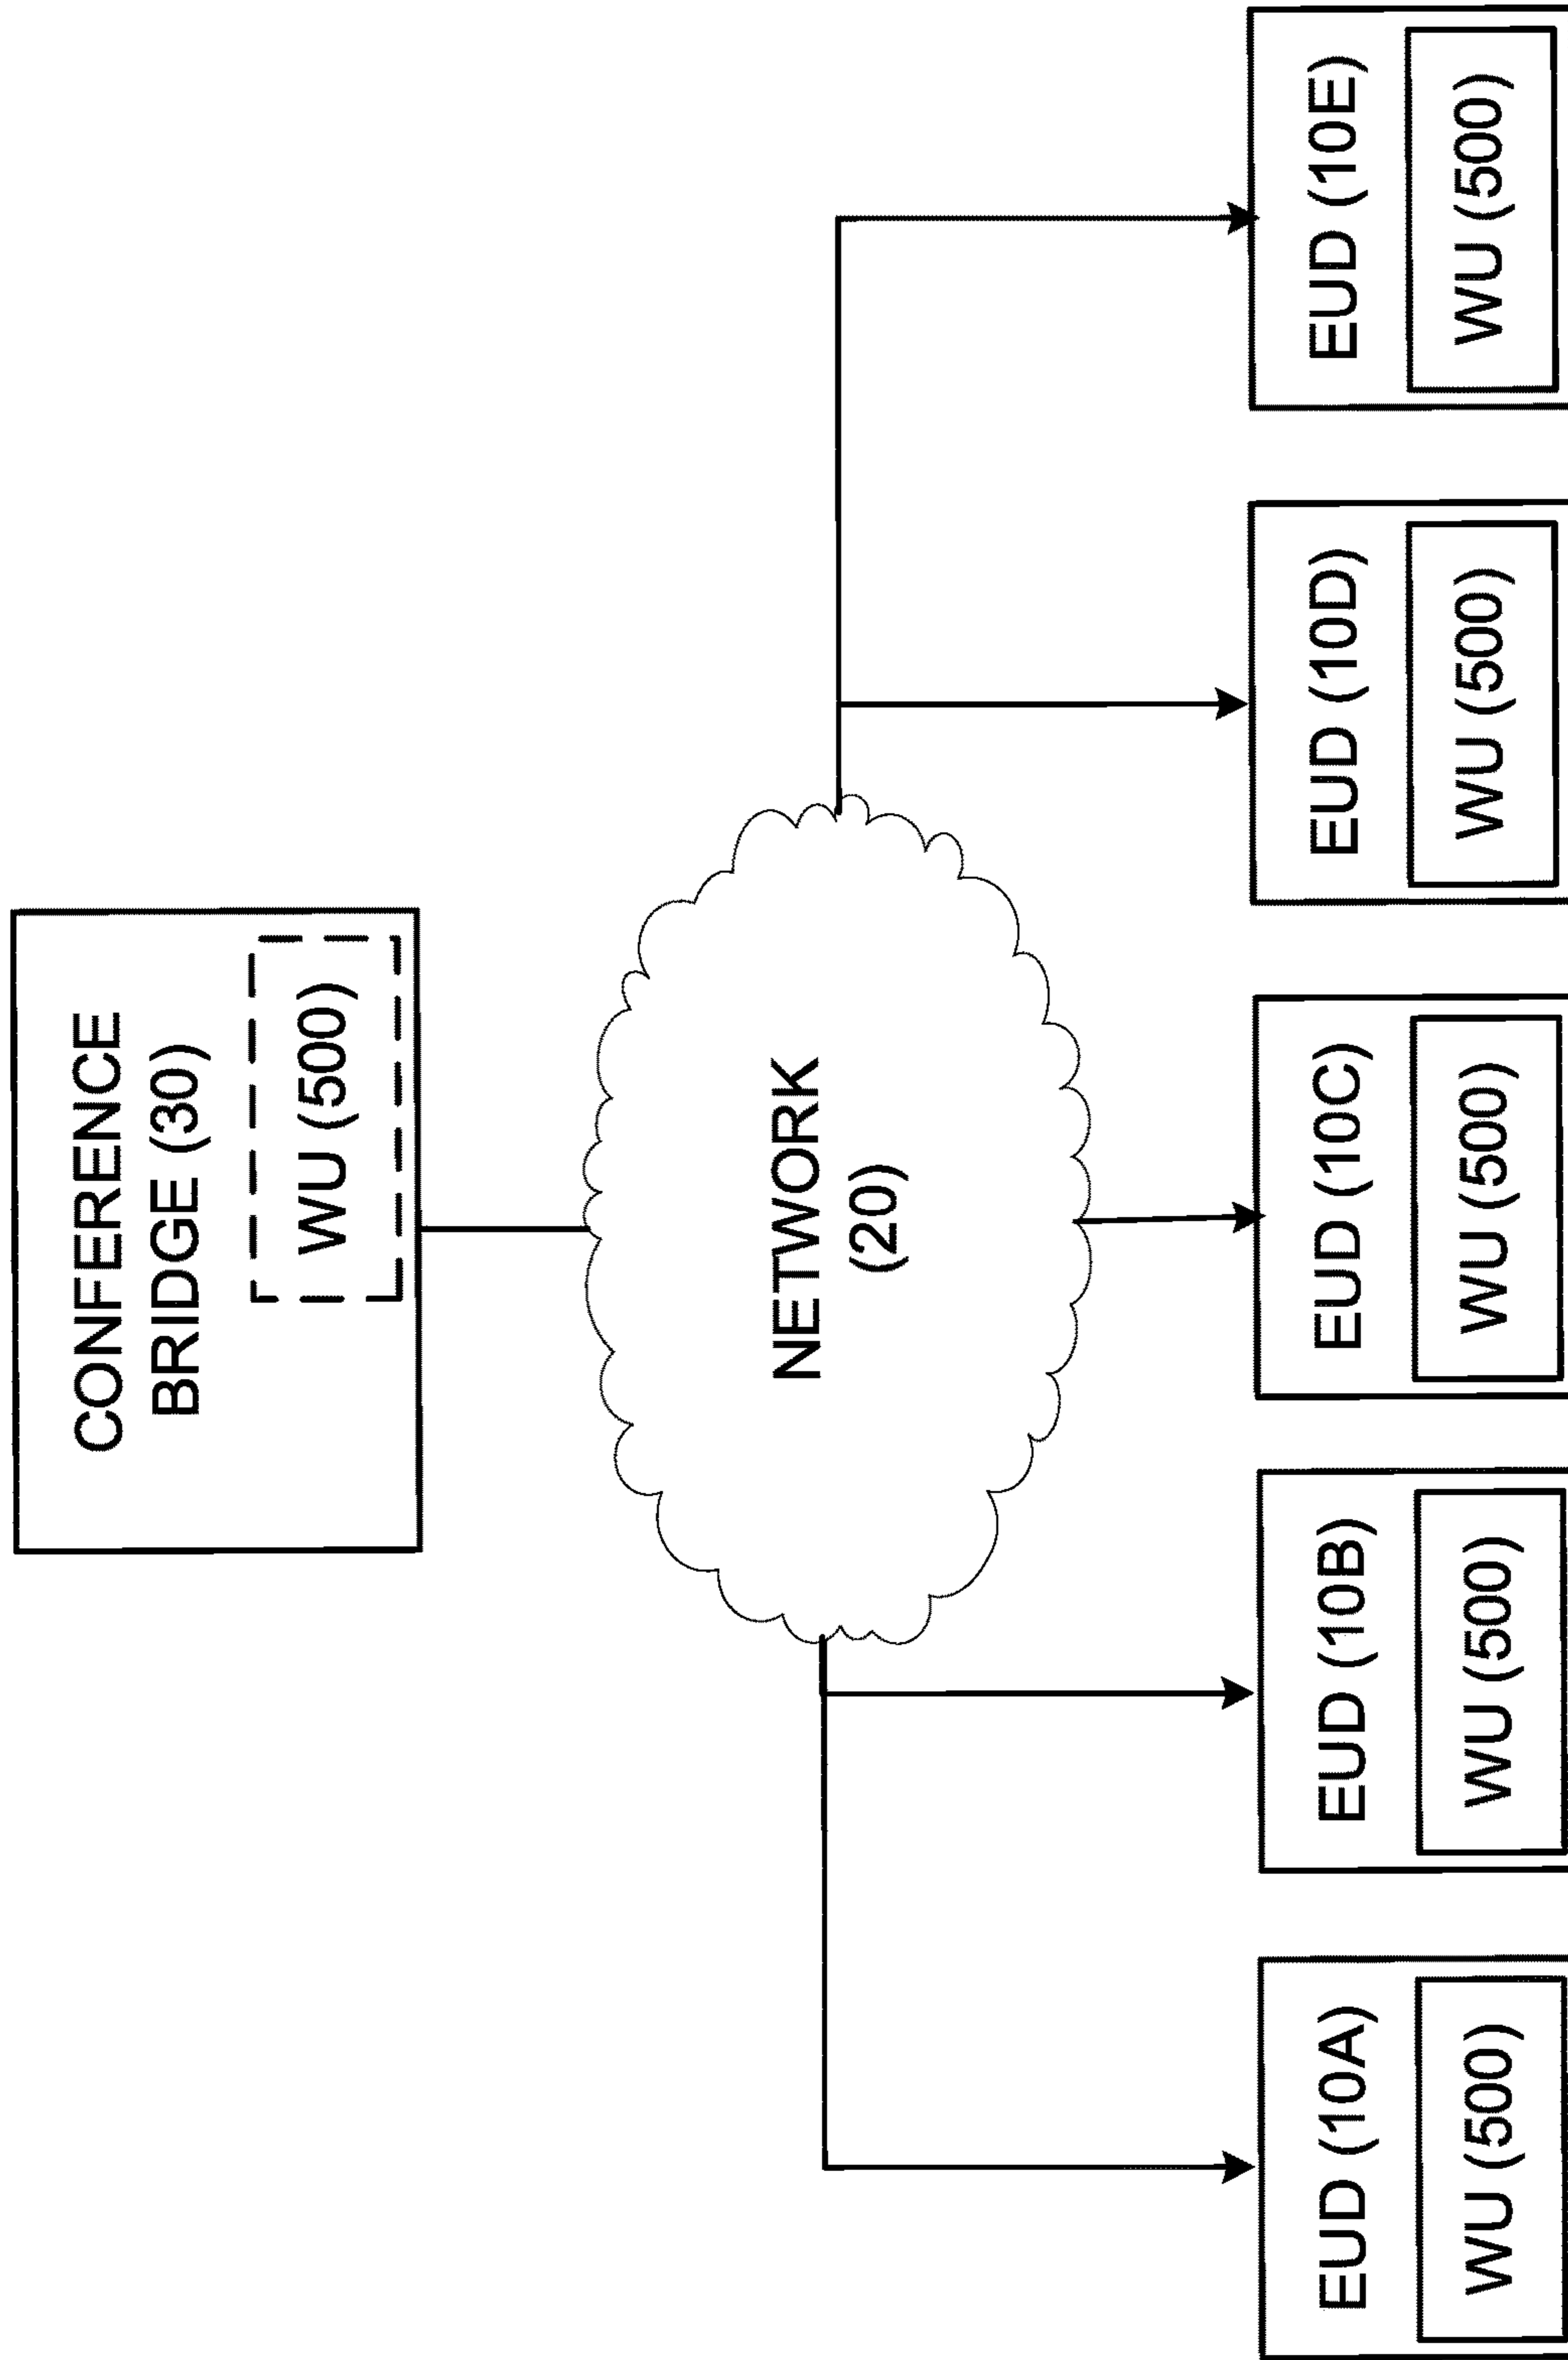 CONFERENCE
BRIDGE (30)
WU (500)
NETWORK
(20)
EUD (10A)
WU (500)
EUD (10B)
WU (500)
EUD (10C)
WU (500)
EUD (10D)
WU (500)
EUD (10E)
WU (500)